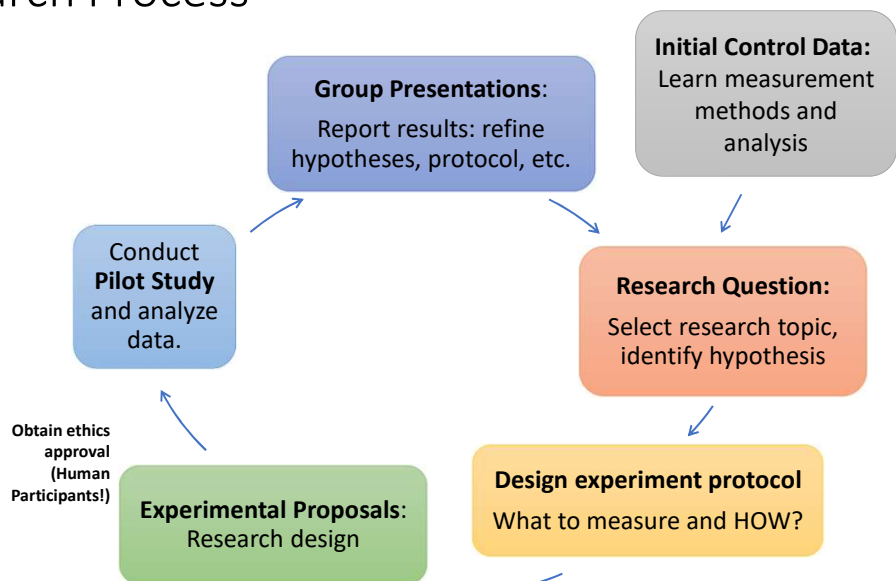 arch Process
Initial Control Data:
Learn measurement
methods and
analysis
Group Presentations:
Report results: refine
hypotheses, protocol, etc.
Conduct
Pilot Study
and analyze
data.
Research Question:
Select research topic,
identify hypothesis
Obtain ethics
approval
(Human
Participants!)
Experimental Proposals:
Research design
Design experiment protocol
What to measure and HOW?